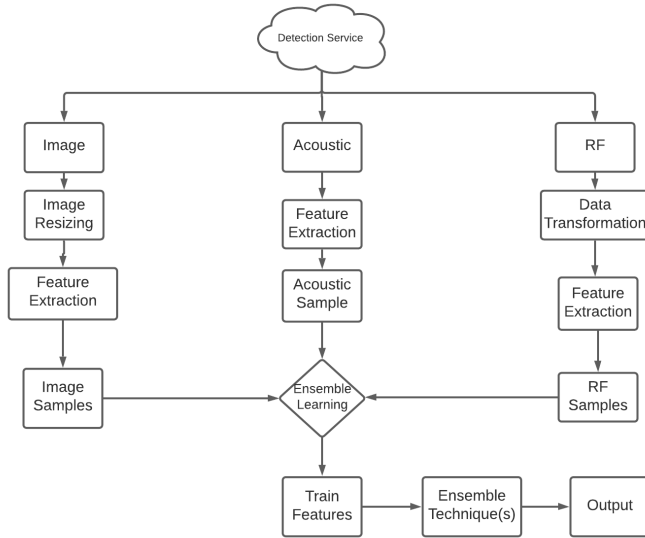 Detection Service
Image
Acoustic
RF
Image
Resizing
Feature
Extraction
Data
Transformation
Feature
Extraction
Acoustic
Sample
Feature
Extraction
Image
Samples
Ensemble
Learning
RF
Samples
Train
Features
Ensemble
Technique(s)
Output